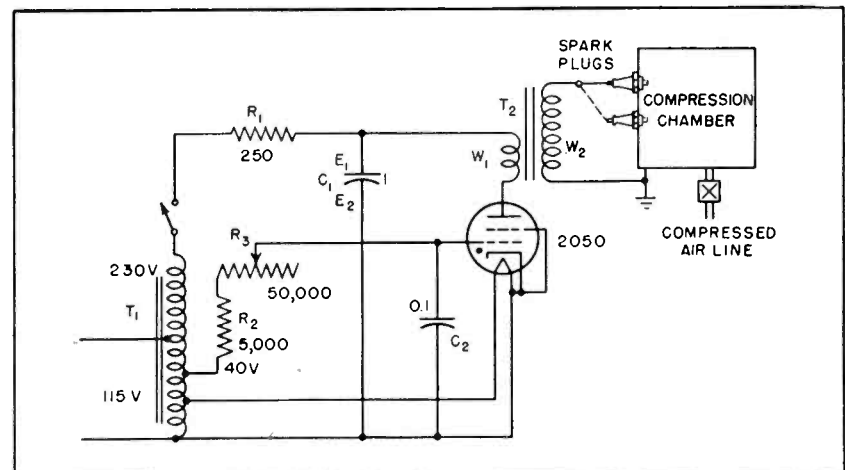 SPARK
PLUGS
COMPRESSION
CHAMBER
T2
W1
W2
R1
250
E1
C1 1
E2
R3
50,000
2050
COMPRESSED
AIR LINE
230V
T1
R2
5,000
40V
0.1
C2
115V